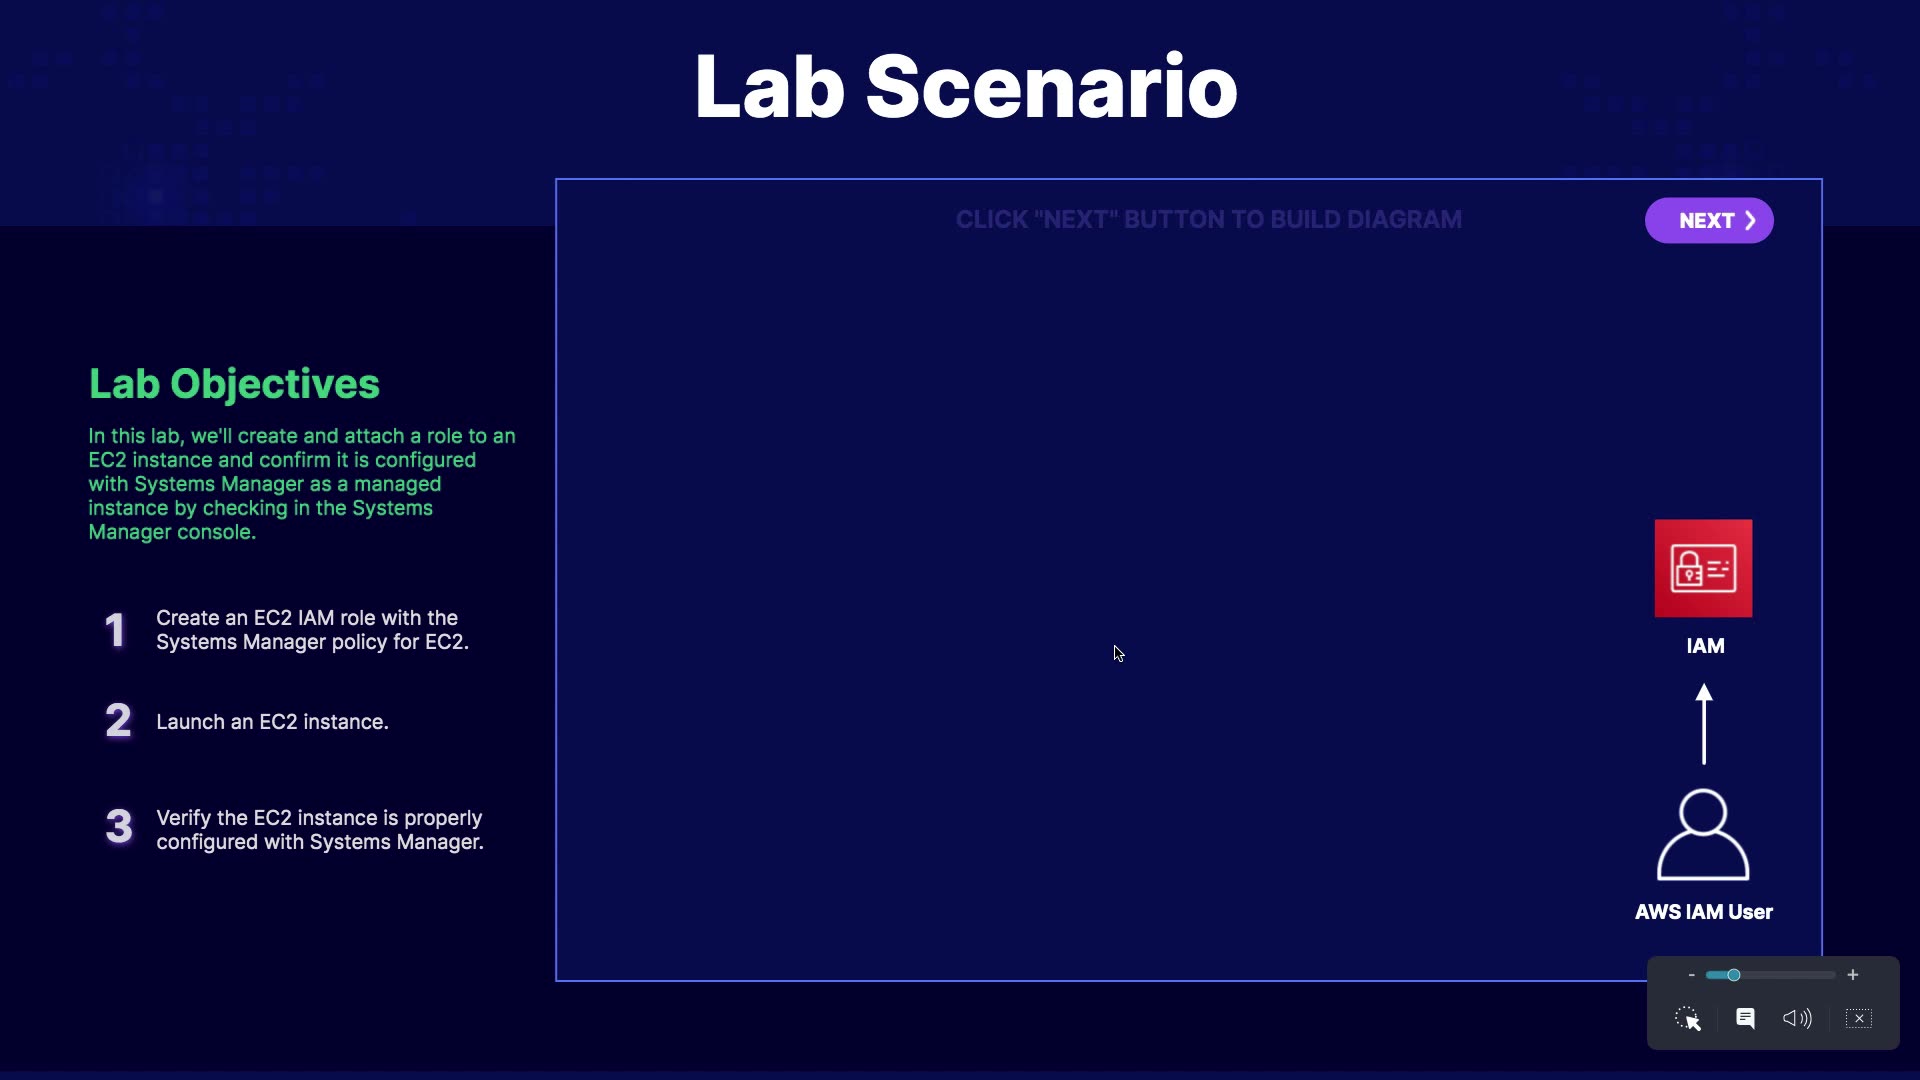 Lab Scenario
CLICK "NEXT" BUTTON TO BUILD DIAGRAM
NEXT
Lab Objectives
In this lab, we'll create and attach a role to an
EC2 instance and confirm it is configured
with Systems Manager as a managed
instance by checking in the Systems
Manager console.
1
Create an EC2 IAM role with the
Systems Manager policy for EC2.
2
Launch an EC2 instance.
3
Verify the EC2 instance is properly
configured with Systems Manager.
IAM
AWS IAM User